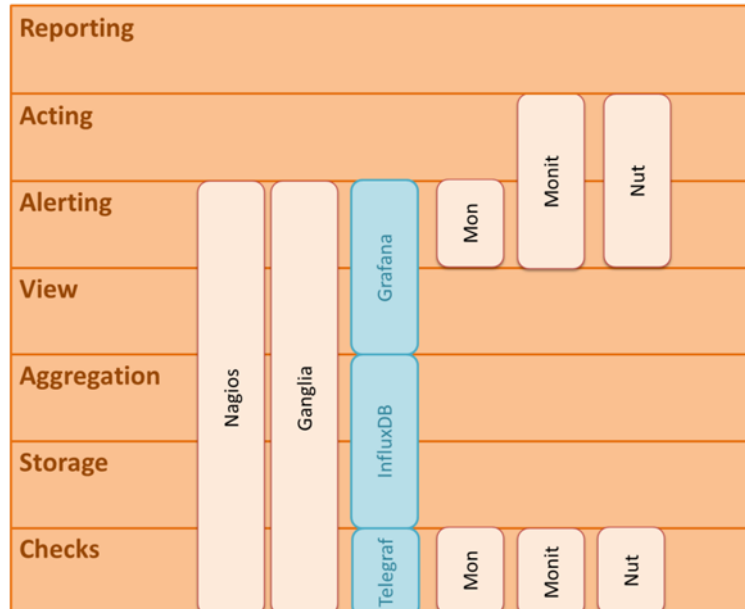 Reporting
Acting
Monit
Nut
Alerting
Mon
Grafana
View
Aggregation
Nagios
Ganglia
InfluxDB
Storage
Checks
Telegraf
Mon
Monit
Nut